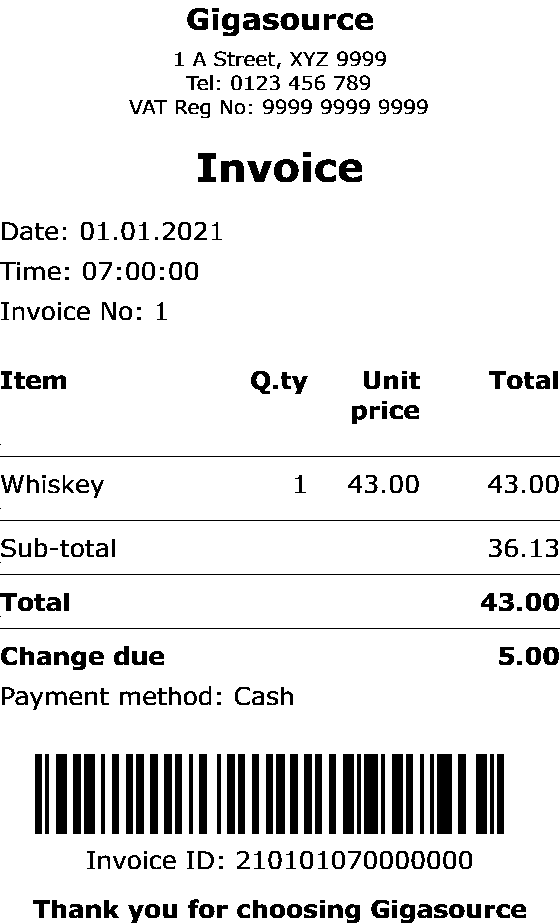 Gigasource
1 A Street, XYZ 9999
Tel: 0123 456 789
VAT Reg No: 9999 9999 9999
Invoice
Date: 01.01.2021
Time: 07:00:00
Invoice No: 1
Item Q.ty Unit price Total
Whiskey 1 43.00 43.00
Sub-total 36.13
Total 43.00
Change due 5.00
Payment method: Cash
Invoice ID: 210101070000000
Thank you for choosing Gigasource